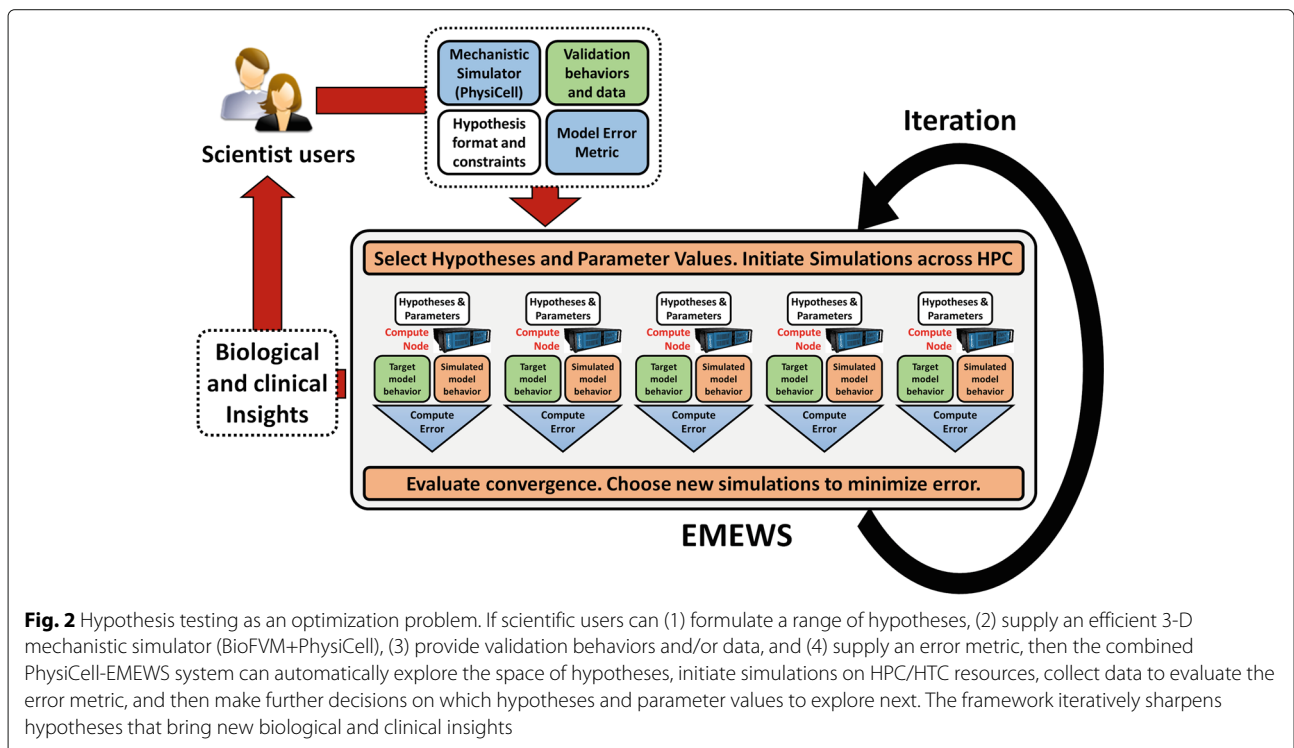 Scientist users
Mechanistic
Simulator
(PhysiCell)
Validation
behaviors
and data
Hypothesis
format and
constraints
Model Error
Metric
Iteration
Select Hypotheses and Parameter Values. Initiate Simulations across HPC
Hypotheses &
Parameters
Compute
Node
Target
model
behavior
Simulated
model
behavior
Compute
Error
Hypotheses &
Parameters
Compute
Node
Target
model
behavior
Simulated
model
behavior
Compute
Error
Hypotheses &
Parameters
Compute
Node
Target
model
behavior
Simulated
model
behavior
Compute
Error
Hypotheses &
Parameters
Compute
Node
Target
model
behavior
Simulated
model
behavior
Compute
Error
Hypotheses &
Parameters
Compute
Node
Target
model
behavior
Simulated
model
behavior
Compute
Error
Evaluate convergence. Choose new simulations to minimize error.
EMEWS
Biological
and clinical
Insights
Fig. 2 Hypothesis testing as an optimization problem. If scientific users can (1) formulate a range of hypotheses, (2) supply an efficient 3-D
mechanistic simulator (BioFVM+PhysiCell), (3) provide validation behaviors and/or data, and (4) supply an error metric, then the combined
PhysiCell-EMEWS system can automatically explore the space of hypotheses, initiate simulations on HPC/HTC resources, collect data to evaluate the
error metric, and then make further decisions on which hypotheses and parameter values to explore next. The framework iteratively sharpens
hypotheses that bring new biological and clinical insights